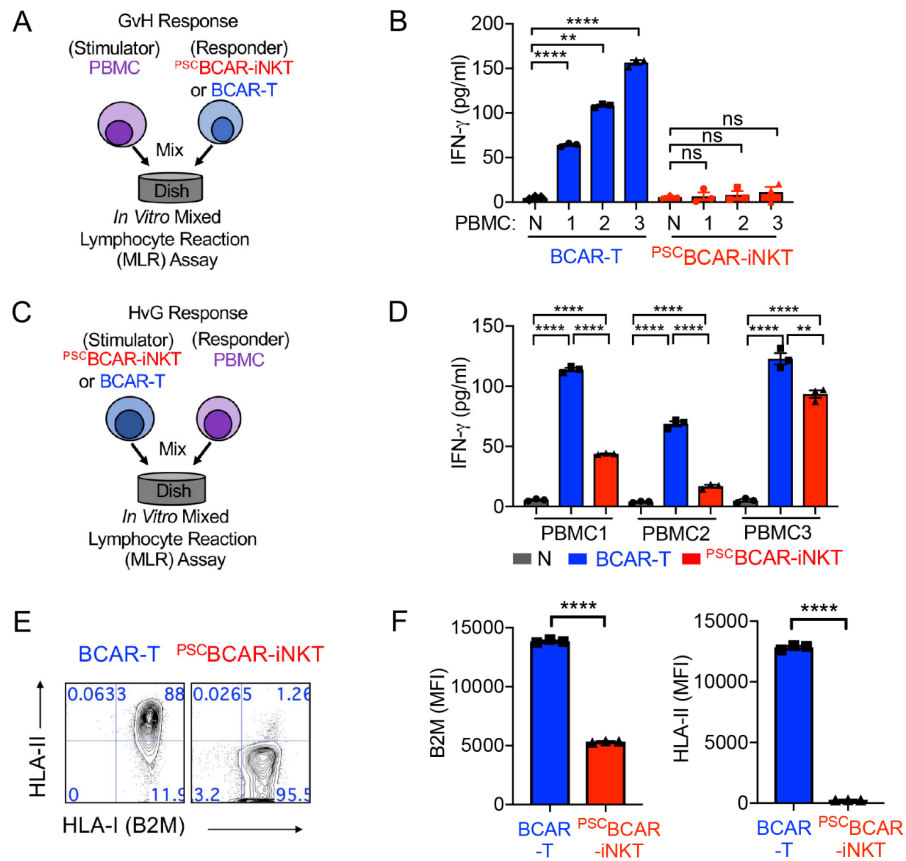 A
GvH Response
(Stimulator) (Responder)
PBMC PSCBCAR-iNKT
or BCAR-T
Mix
Dish
In Vitro Mixed
Lymphocyte Reaction
(MLR) Assay
B
IFN-γ (pg/ml)
200
150
100
50
0
****
**
****
ns
ns
ns
PBMC: N 1 2 3 N 1 2 3
BCAR-T PSCBCAR-iNKT
C
HvG Response
(Stimulator) (Responder)
PSCBCAR-iNKT PBMC
or BCAR-T
Mix
Dish
In Vitro Mixed
Lymphocyte Reaction
(MLR) Assay
D
IFN-γ (pg/ml)
150
100
50
0
**** **** ****
**** **** **** **** **** **
PBMC1 PBMC2 PBMC3
N BCAR-T PSCBCAR-iNKT
E
BCAR-T PSCBCAR-iNKT
0.0633 88 0.0265 1.26
0 11.9 3.2 95.5
HLA-II
HLA-I (B2M)
F
B2M (MFI)
15000
10000
5000
0
****
BCAR PSCBCAR
-T -iNKT
HLA-II (MFI)
15000
10000
5000
0
****
BCAR PSCBCAR
-T -iNKT